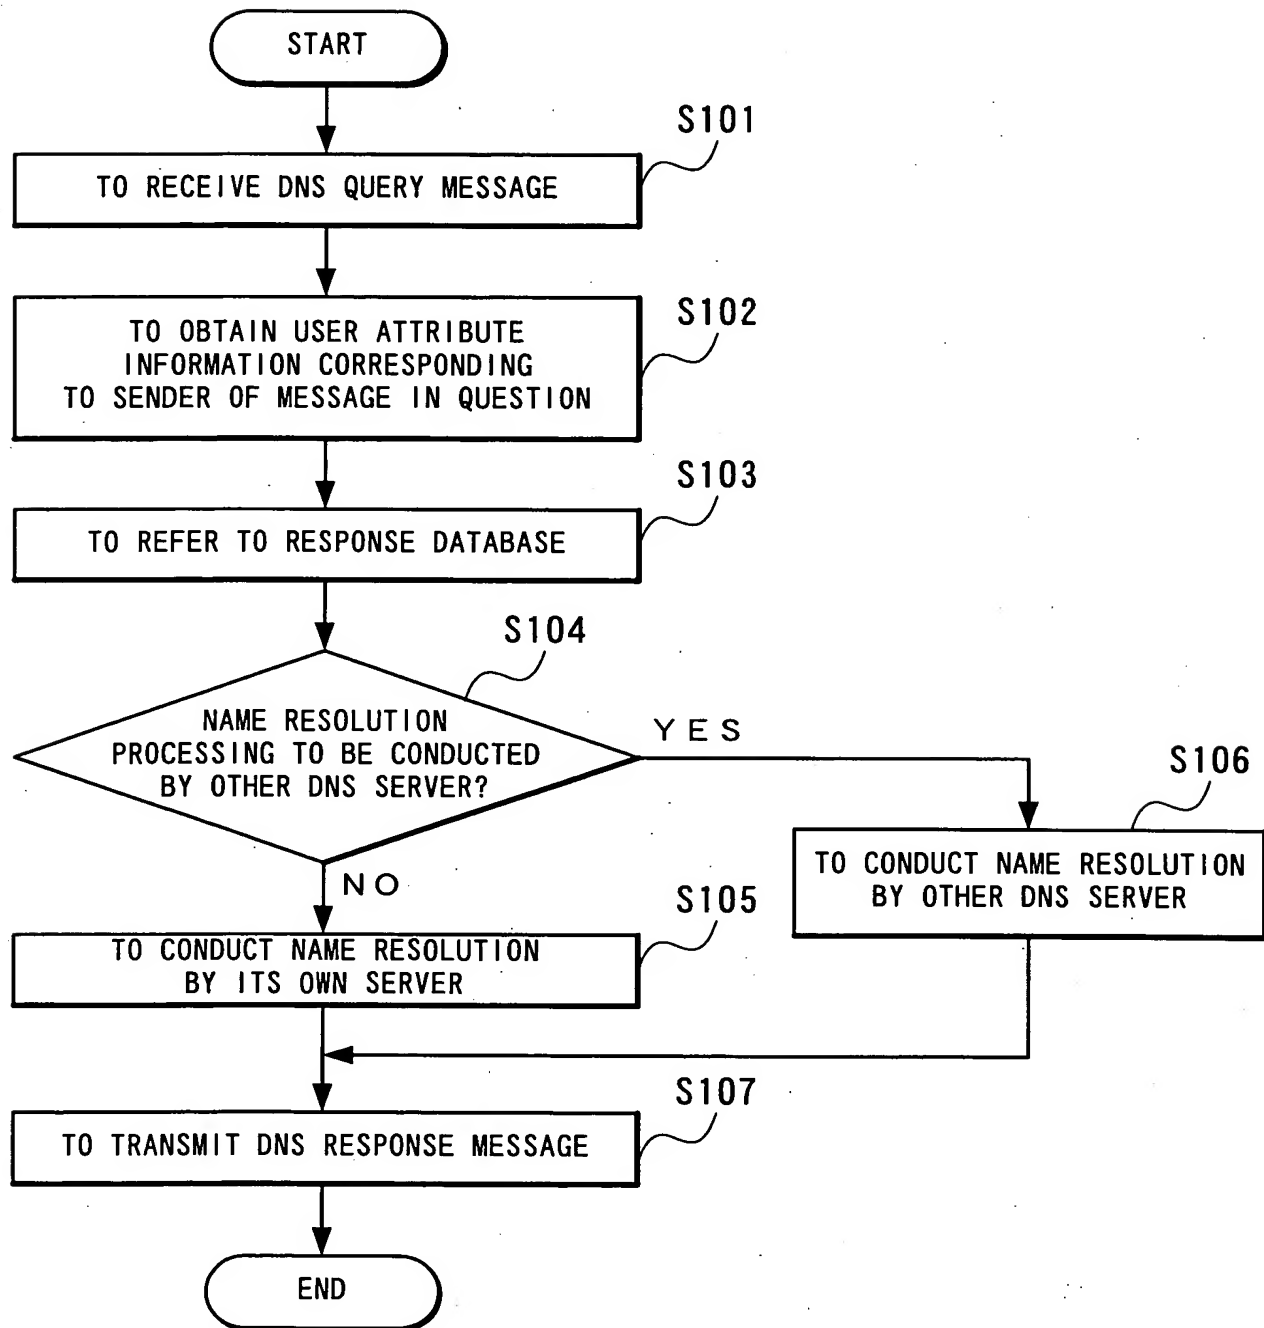 START
S101
TO RECEIVE DNS QUERY MESSAGE
S102
TO OBTAIN USER ATTRIBUTE
INFORMATION CORRESPONDING
TO SENDER OF MESSAGE IN QUESTION
S103
TO REFER TO RESPONSE DATABASE
S104
NAME RESOLUTION
PROCESSING TO BE CONDUCTED
BY OTHER DNS SERVER?
YES
S106
TO CONDUCT NAME RESOLUTION
BY OTHER DNS SERVER
NO
S105
TO CONDUCT NAME RESOLUTION
BY ITS OWN SERVER
S107
TO TRANSMIT DNS RESPONSE MESSAGE
END